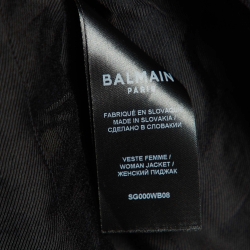 BALMAIN
PARIS
FABRIQUÉ EN SLOVAQUIE
MADE IN SLOVAKIA /
СДЕЛАНО В СЛОВАКИИ
VESTE FEMME /
WOMAN JACKET /
ЖЕНСКИЙ ПИДЖАК
SG000WB08